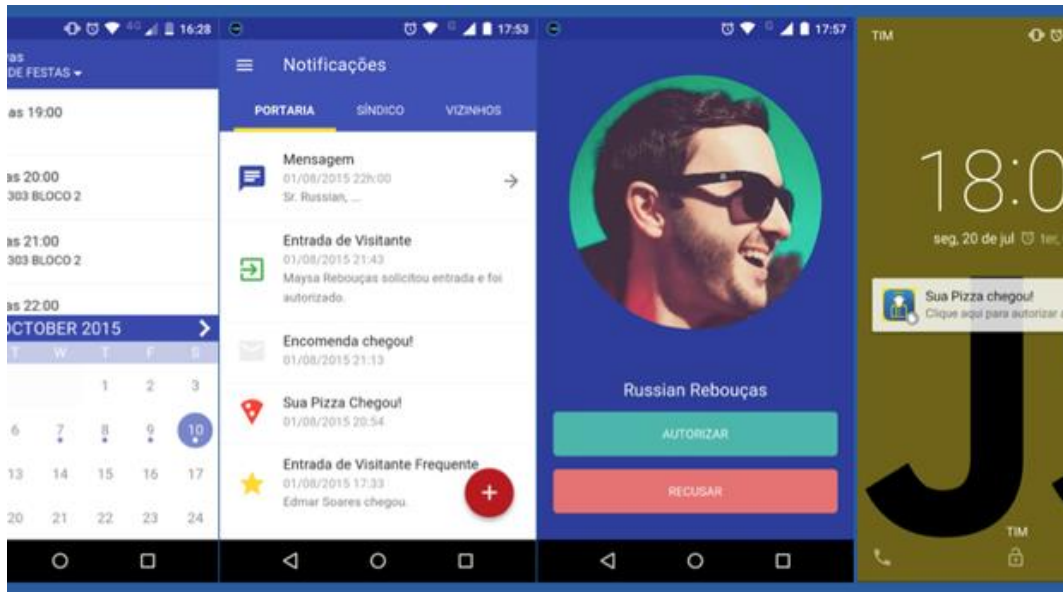 16:28
DE FESTAS
as 19:00
as 20:00
303 BLOCO 2
as 21:00
303 BLOCO 2
as 22:00
OCTOBER 2015
T W T F S
1 2 3
6 7 8 9 10
13 14 15 16 17
20 21 22 23 24
17:53
Notificações
PORTARIA SÍNDICO VIZINHOS
Mensagem
01/08/2015 22h:00
Sr. Russian, ...
Entrada de Visitante
01/08/2015 21:43
Maysa Rebouças solicitou entrada e foi
autorizado.
Encomenda chegou!
01/08/2015 21:13
Sua Pizza Chegou!
01/08/2015 20:54
Entrada de Visitante Frequente
01/08/2015 17:33
Edmar Soares chegou.
+
17:57
Russian Rebouças
AUTORIZAR
RECUSAR
TIM
18:0
seg, 20 de jul ter,
Sua Pizza chegou!
Clique aqui para autorizar a
TIM